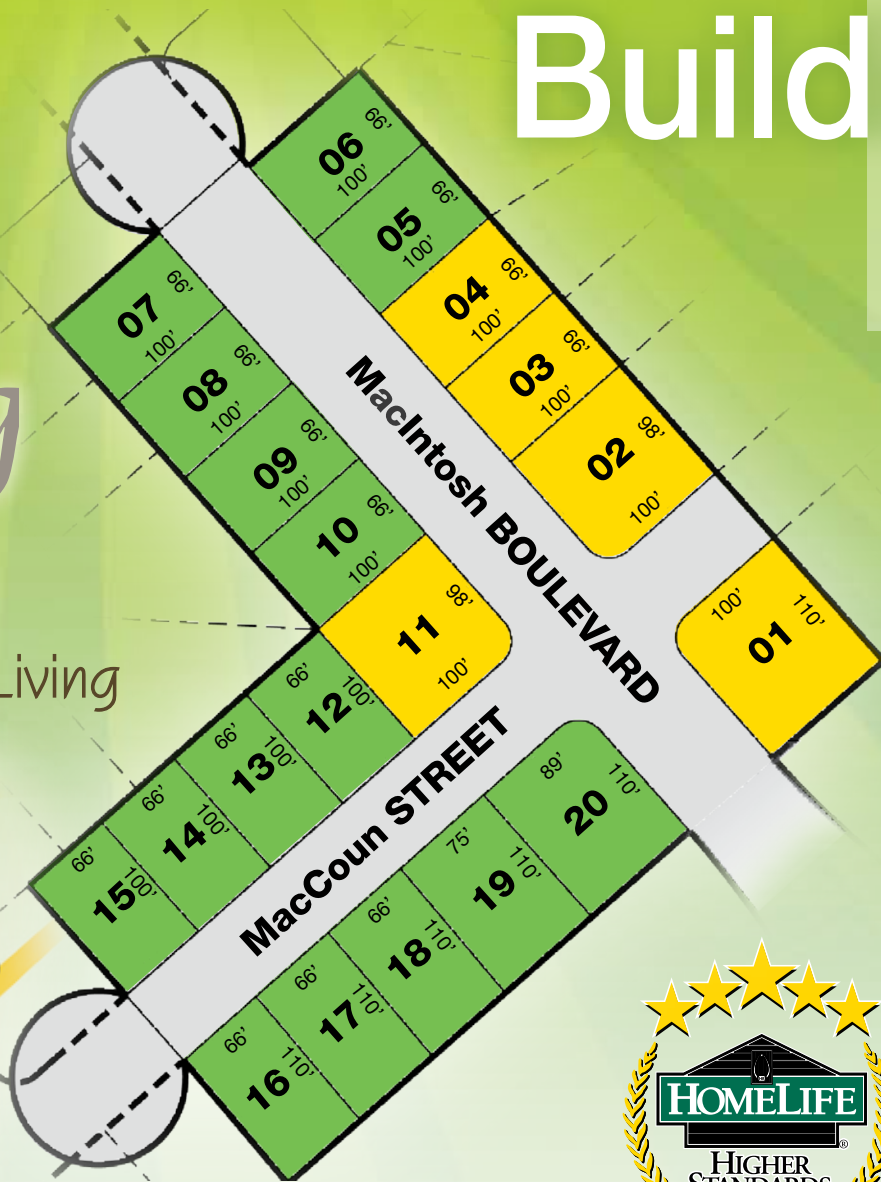 Build
06 66’ 100’
05 66’ 100’
04 66’ 100’
03 66’ 100’
02 98’ 100’
01 100’ 110’
07 66’ 100’
08 66’ 100’
09 66’ 100’
10 66’ 100’
11 98’ 100’
MacIntosh BOULEVARD
g
Living
12 66’ 100’
13 66’ 100’
14 66’ 100’
15 66’ 100’
MacCoun STREET
20 89’ 110’
19 75’ 110’
18 66’ 110’
17 66’ 110’
16 66’ 110’
HOMELIFE
®
HIGHER
STANDARDS